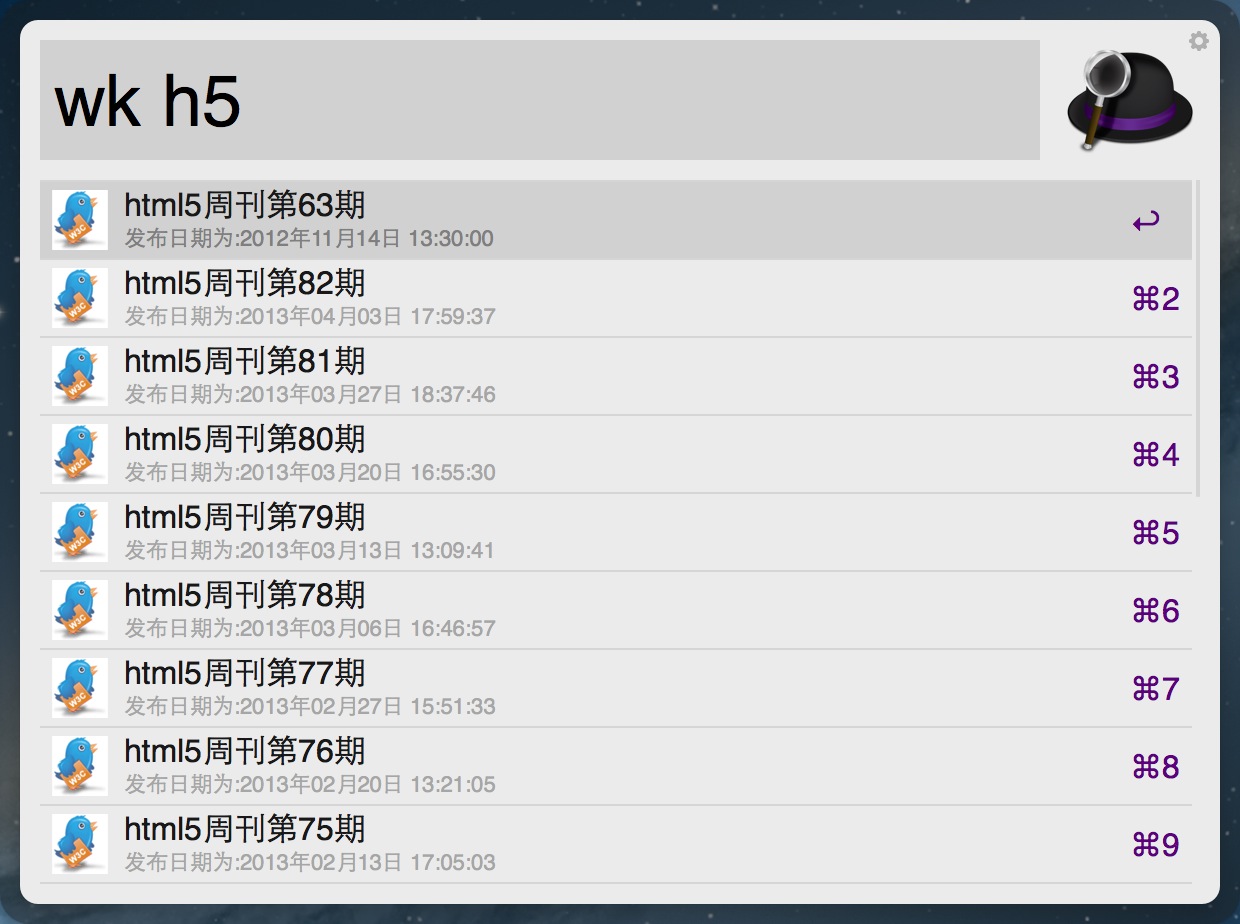 wk h5
html5周刊第63期
发布日期为:2012年11月14日 13:30:00
html5周刊第82期
发布日期为:2013年04月03日 17:59:37
⌘2
html5周刊第81期
发布日期为:2013年03月27日 18:37:46
⌘3
html5周刊第80期
发布日期为:2013年03月20日 16:55:30
⌘4
html5周刊第79期
发布日期为:2013年03月13日 13:09:41
⌘5
html5周刊第78期
发布日期为:2013年03月06日 16:46:57
⌘6
html5周刊第77期
发布日期为:2013年02月27日 15:51:33
⌘7
html5周刊第76期
发布日期为:2013年02月20日 13:21:05
⌘8
html5周刊第75期
发布日期为:2013年02月13日 17:05:03
⌘9
W3C
W3C
W3C
W3C
W3C
W3C
W3C
W3C
W3C